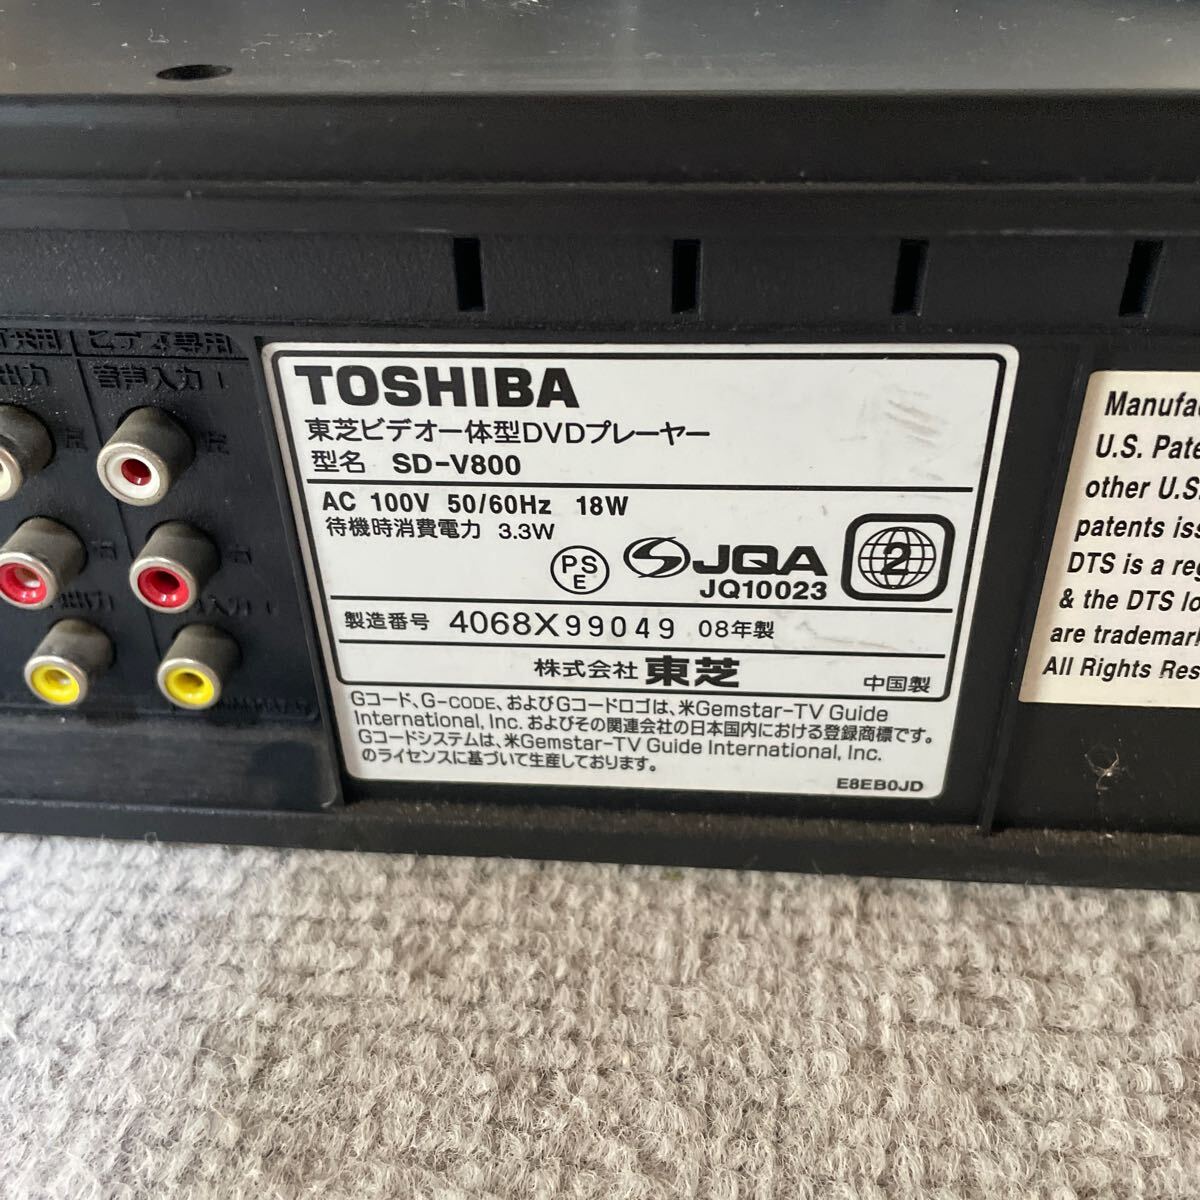 ビデオ専用
出力
音声入力1
TOSHIBA
東芝ビデオ一体型DVDプレーヤー
型名 SD-V800
AC 100V 50/60Hz 18W
待機時消費電力 3.3W
PS
E
JQA
JQ10023
2
製造番号 4068X99049 08年製
株式会社 東芝
中国製
Gコード、G-CODE、およびGコードロゴは、米Gemstar-TV Guide
International, Inc. およびその関連会社の日本国内における登録商標です。
Gコードシステムは、米Gemstar-TV Guide International, Inc.
のライセンスに基づいて生産しております。
E8EB0JD
U.S.
other U.S.
patents
DTS is a
& the DTS
are
All Rights